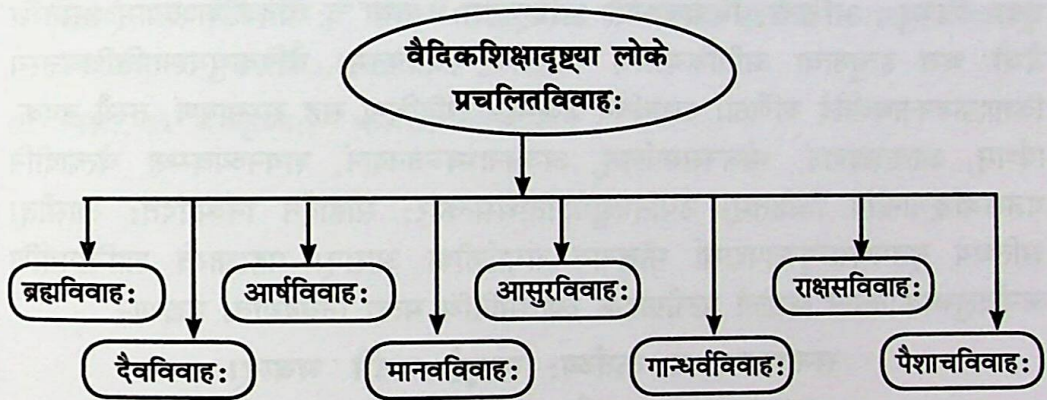 वैदिकशिक्षादृष्ट्या लोके
प्रचलितविवाहः
ब्रह्मविवाहः
आर्षविवाहः
आसुरविवाहः
राक्षसविवाहः
दैवविवाहः
मानवविवाहः
गान्धर्वविवाहः
पैशाचविवाहः